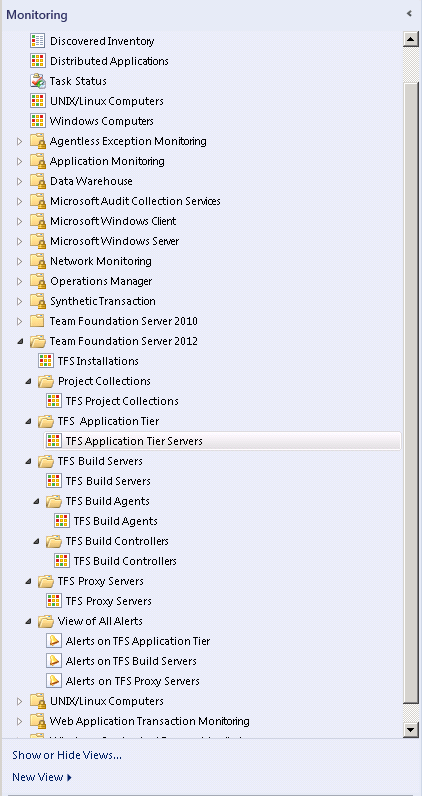 Monitoring
Discovered Inventory
Distributed Applications
Task Status
UNIX/Linux Computers
Windows Computers
Agentless Exception Monitoring
Application Monitoring
Data Warehouse
Microsoft Audit Collection Services
Microsoft Windows Client
Microsoft Windows Server
Network Monitoring
Operations Manager
Synthetic Transaction
Team Foundation Server 2010
Team Foundation Server 2012
TFS Installations
Project Collections
TFS Project Collections
TFS Application Tier
TFS Application Tier Servers
TFS Build Servers
TFS Build Servers
TFS Build Agents
TFS Build Agents
TFS Build Controllers
TFS Build Controllers
TFS Proxy Servers
TFS Proxy Servers
View of All Alerts
Alerts on TFS Application Tier
Alerts on TFS Build Servers
Alerts on TFS Proxy Servers
UNIX/Linux Computers
Web Application Transaction Monitoring
Show or Hide Views...
New View